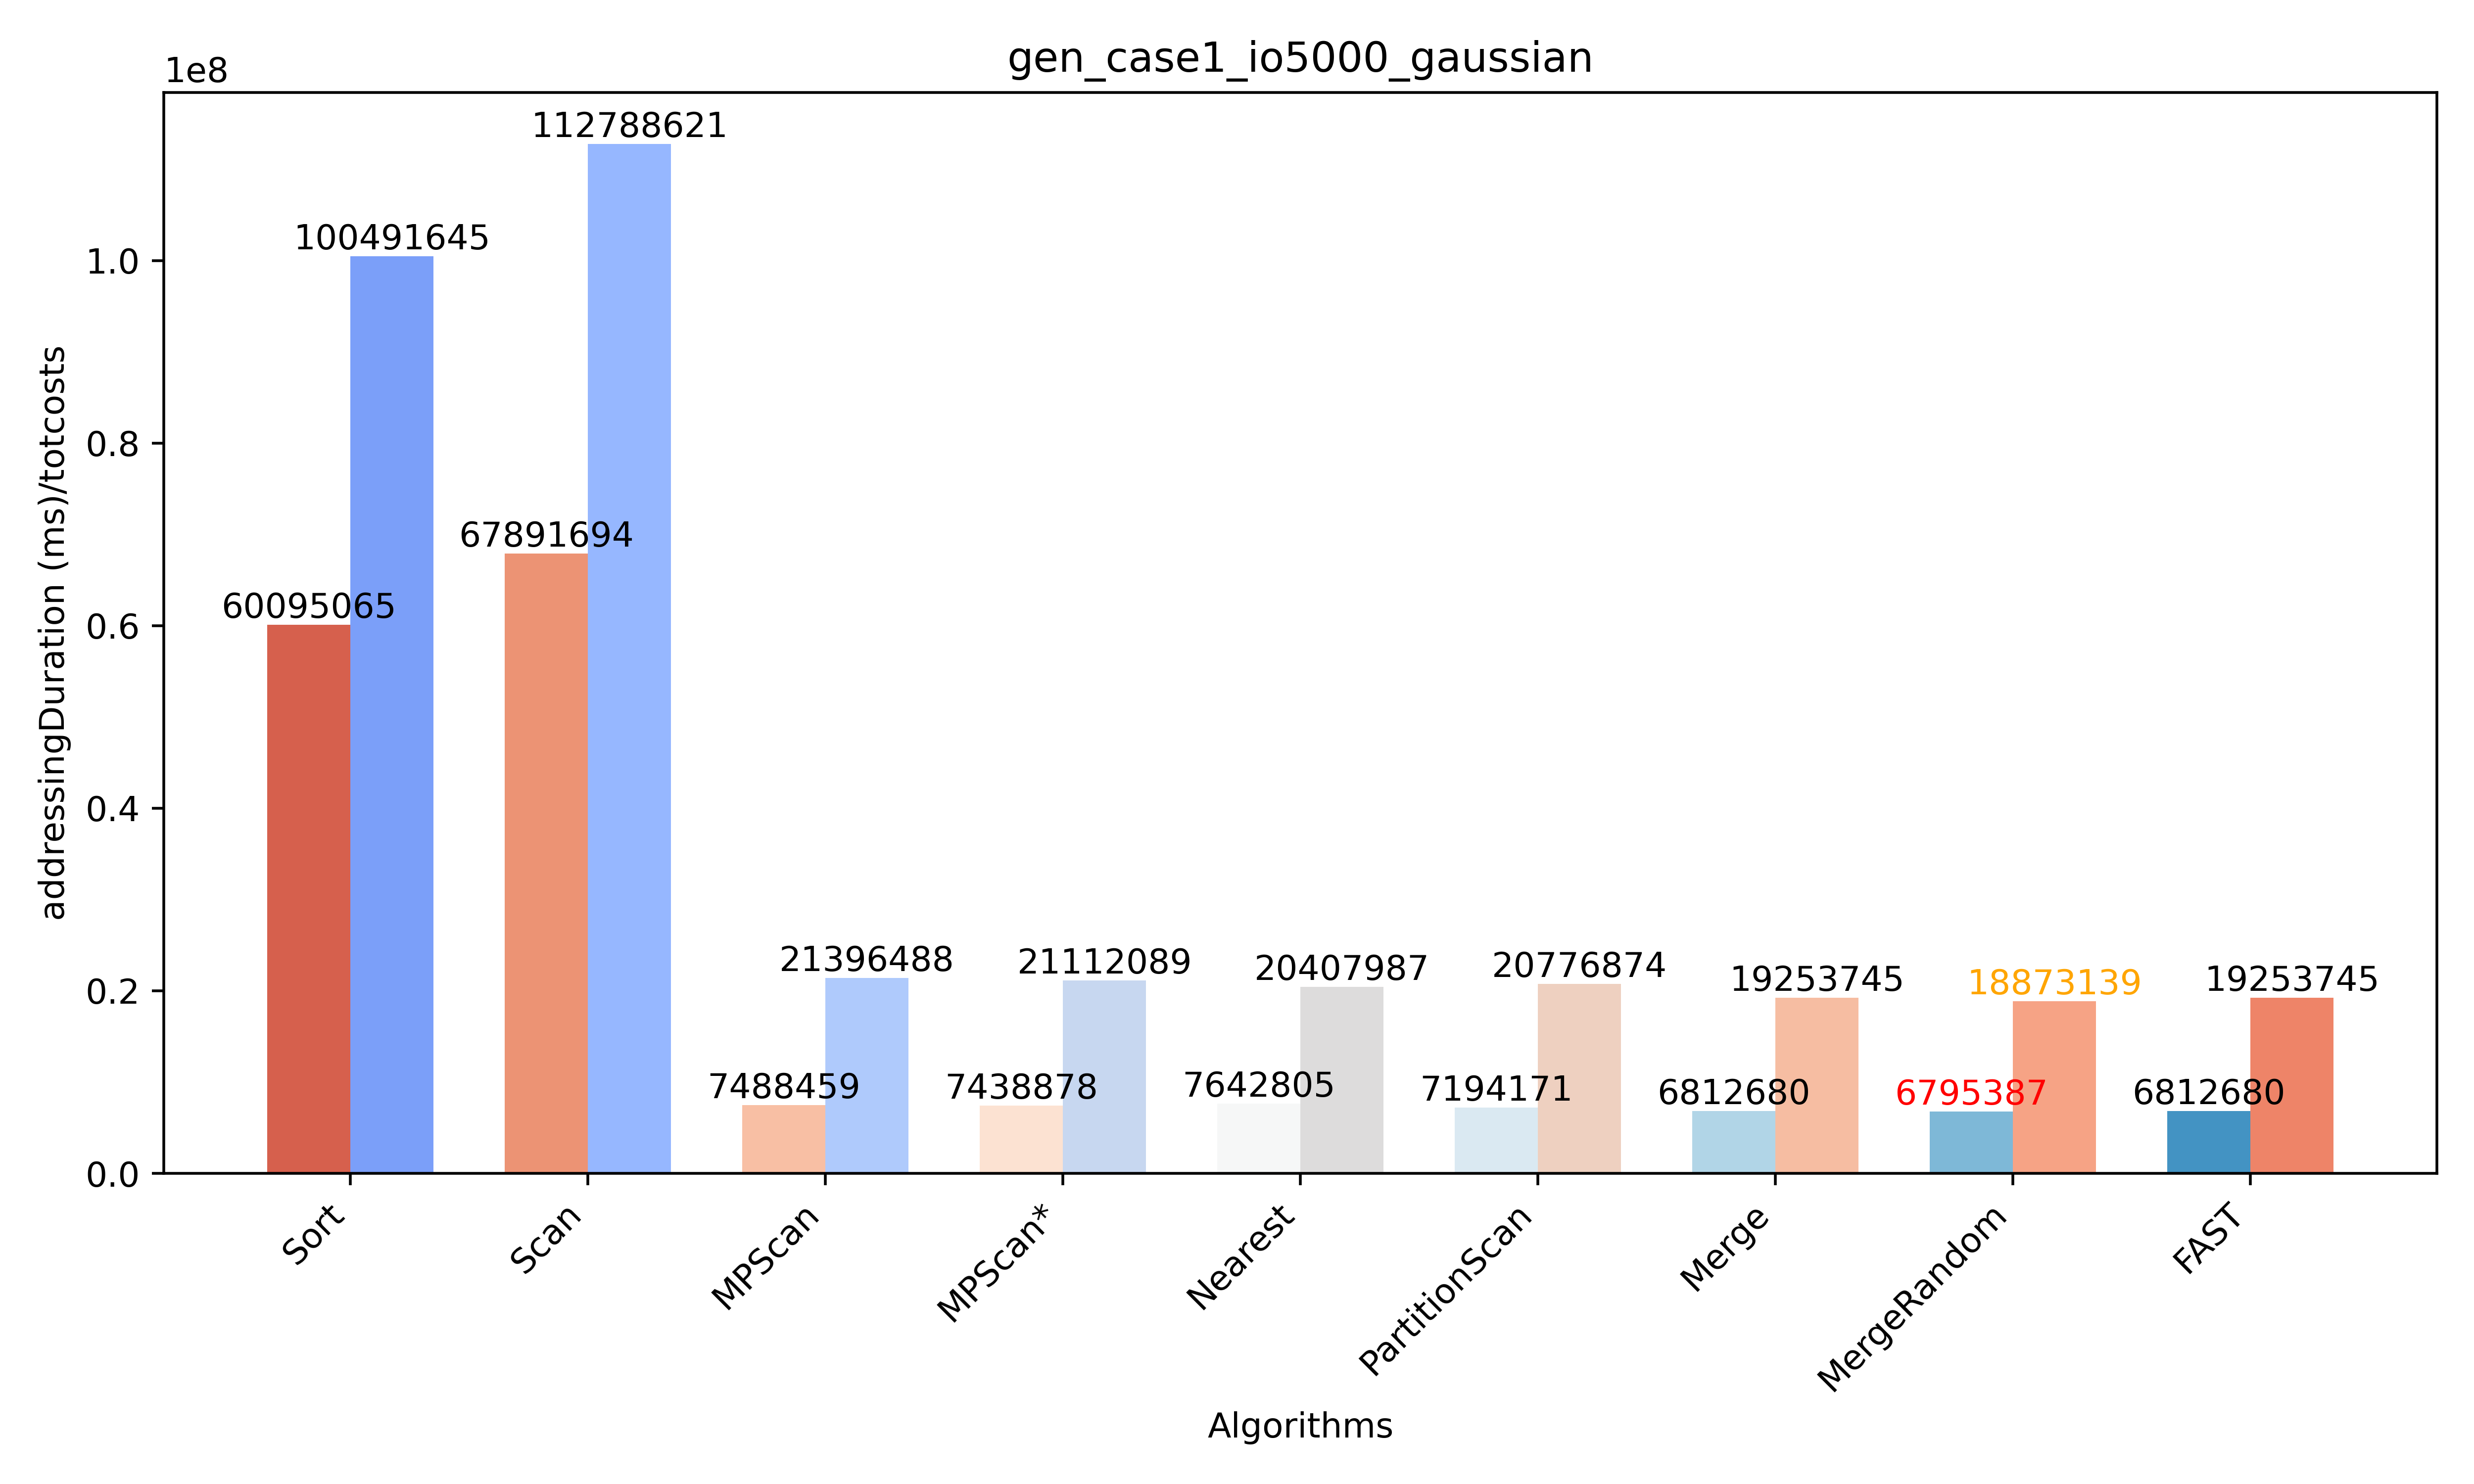 gen_case1_io5000_gaussian
1e8
addressingDuration (ms)/totcosts
1.0
0.8
0.6
0.4
0.2
0.0
60095065
100491645
67891694
112788621
7488459
21396488
7438878
21112089
7642805
20407987
7194171
20776874
6812680
19253745
6795387
18873139
6812680
19253745
Sort
Scan
MPScan
MPScan*
Nearest
PartitionScan
Merge
MergeRandom
FAST
Algorithms